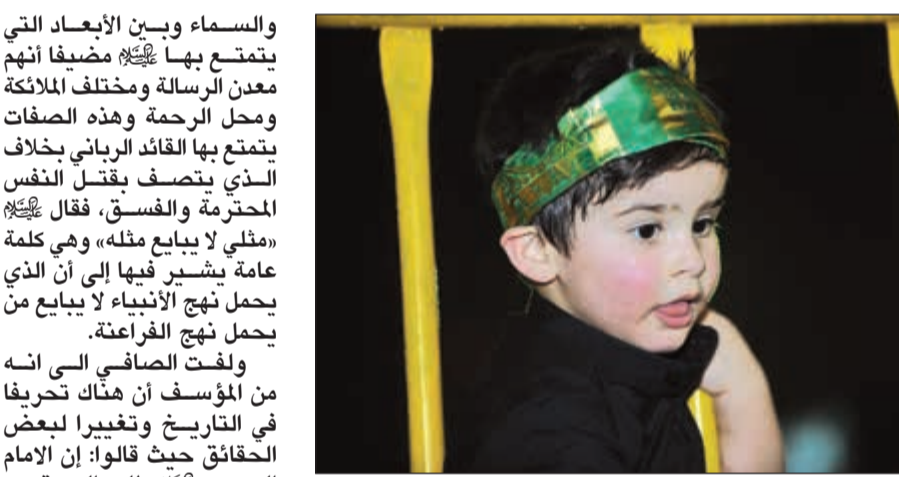 والسماء وبين الأبعاد التي
يتمتع بها عليه السلام مضيفا أنهم
معدن الرسالة ومختلف الملائكة
ومحل الرحمة وهذه الصفات
يتمتع بها القائد الرباني بخلاف
الذي يتصف بقتل النفس
المحترمة والفسق، فقال عليه السلام
«مثلي لا يبايع مثله» وهي كلمة
عامة يشير فيها إلى أن الذي
يحمل نهج الأنبياء لا يبايع من
يحمل نهج الفراعنة.
ولفت الصافي الى انه
من المؤسف أن هناك تحريفا
في التاريخ وتغييرا لبعض
الحقائق حيث قالوا: إن الامام